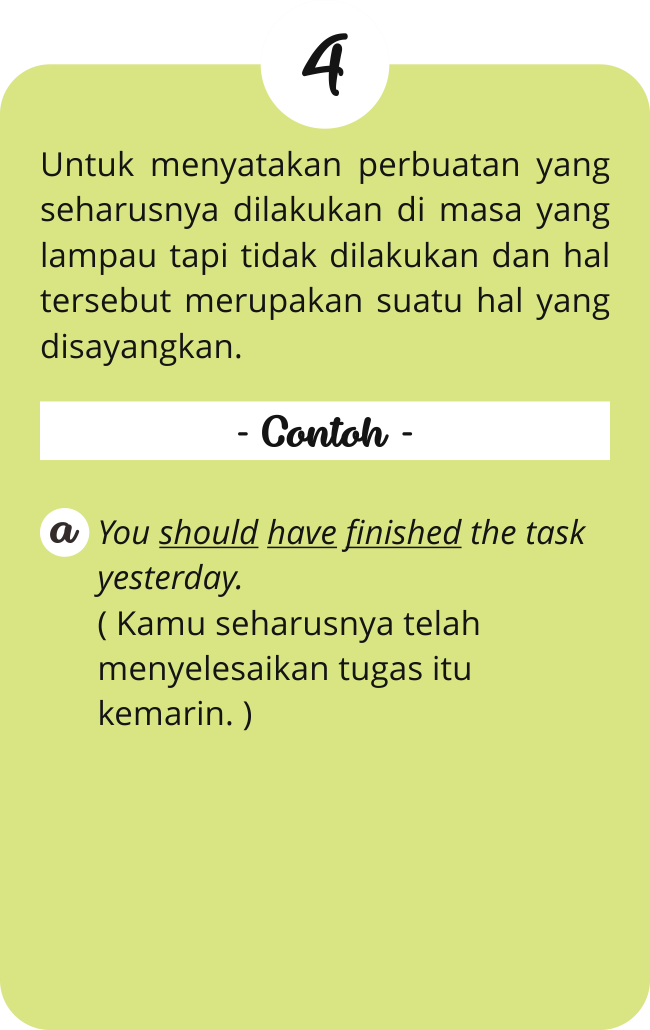 4
Untuk menyatakan perbuatan yang
seharusnya dilakukan di masa yang
lampau tapi tidak dilakukan dan hal
tersebut merupakan suatu hal yang
disayangkan.
- Contoh -
a You should have finished the task
yesterday.
( Kamu seharusnya telah
menyelesaikan tugas itu
kemarin. )